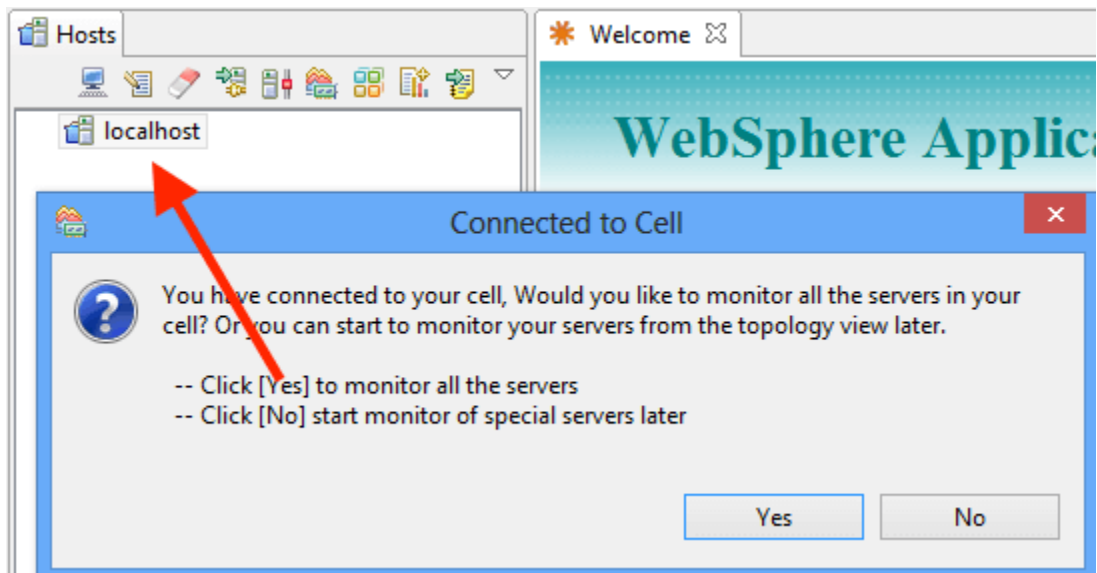 Hosts
Welcome
localhost
WebSphere
Connected to Cell
You have connected to your cell, Would you like to monitor all the servers in your
cell? Or you can start to monitor your servers from the topology view later.
-- Click [Yes] to monitor all the servers
-- Click [No] start monitor of special servers later
Yes
No